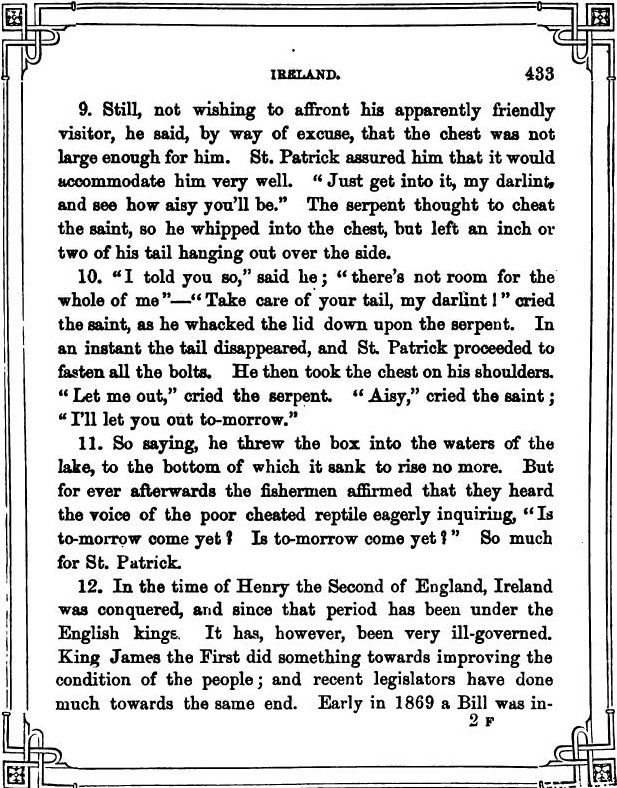 IRELAND. 433
9. Still, not wishing to affront his apparently friendly
visitor, he said, by way of excuse, that the chest was not
large enough for him. St. Patrick assured him that it would
accommodate him very well. “Just get into it, my darlint,
and see how aisy you’ll be.” The serpent thought to cheat
the saint, so he whipped into the chest, but left an inch or
two of his tail hanging out over the side.
10. “I told you so,” said he; “there’s not room for the
whole of me”—“Take care of your tail, my darlint!” cried
the saint, as he whacked the lid down upon the serpent. In
an instant the tail disappeared, and St. Patrick proceeded to
fasten all the bolts. He then took the chest on his shoulders.
“Let me out,” cried the serpent. “Aisy,” cried the saint;
“I’ll let you out to-morrow.”
11. So saying, he threw the box into the waters of the
lake, to the bottom of which it sank to rise no more. But
for ever afterwards the fishermen affirmed that they heard
the voice of the poor cheated reptile eagerly inquiring, “Is
to-morrow come yet? Is to-morrow come yet?” So much
for St. Patrick.
12. In the time of Henry the Second of England, Ireland
was conquered, and since that period has been under the
English kings. It has, however, been very ill-governed.
King James the First did something towards improving the
condition of the people; and recent legislators have done
much towards the same end. Early in 1869 a Bill was in-
2 F